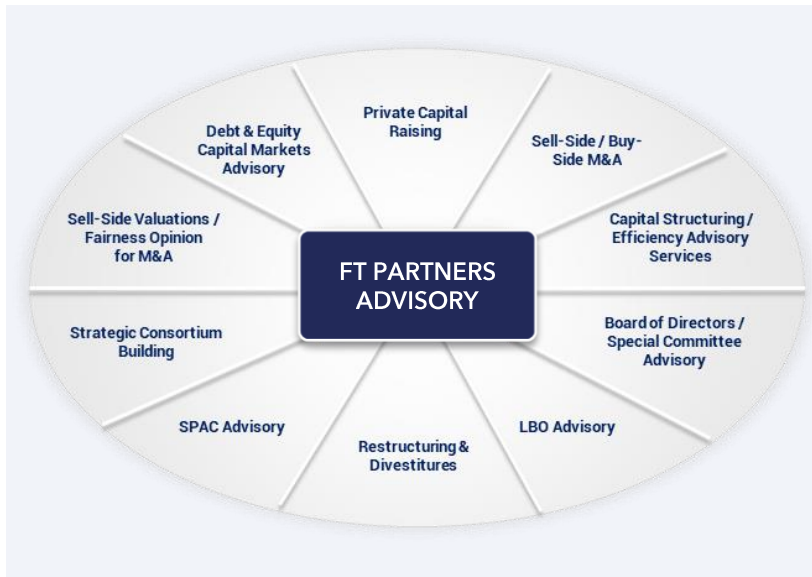 Private Capital
Raising
Debt & Equity
Capital Markets
Advisory
Sell-Side / Buy-
Side M&A
Sell-Side Valuations /
Fairness Opinion
for M&A
Capital Structuring /
Efficiency Advisory
Services
FT PARTNERS
ADVISORY
Strategic Consortium
Building
Board of Directors /
Special Committee
Advisory
SPAC Advisory
LBO Advisory
Restructuring &
Divestitures